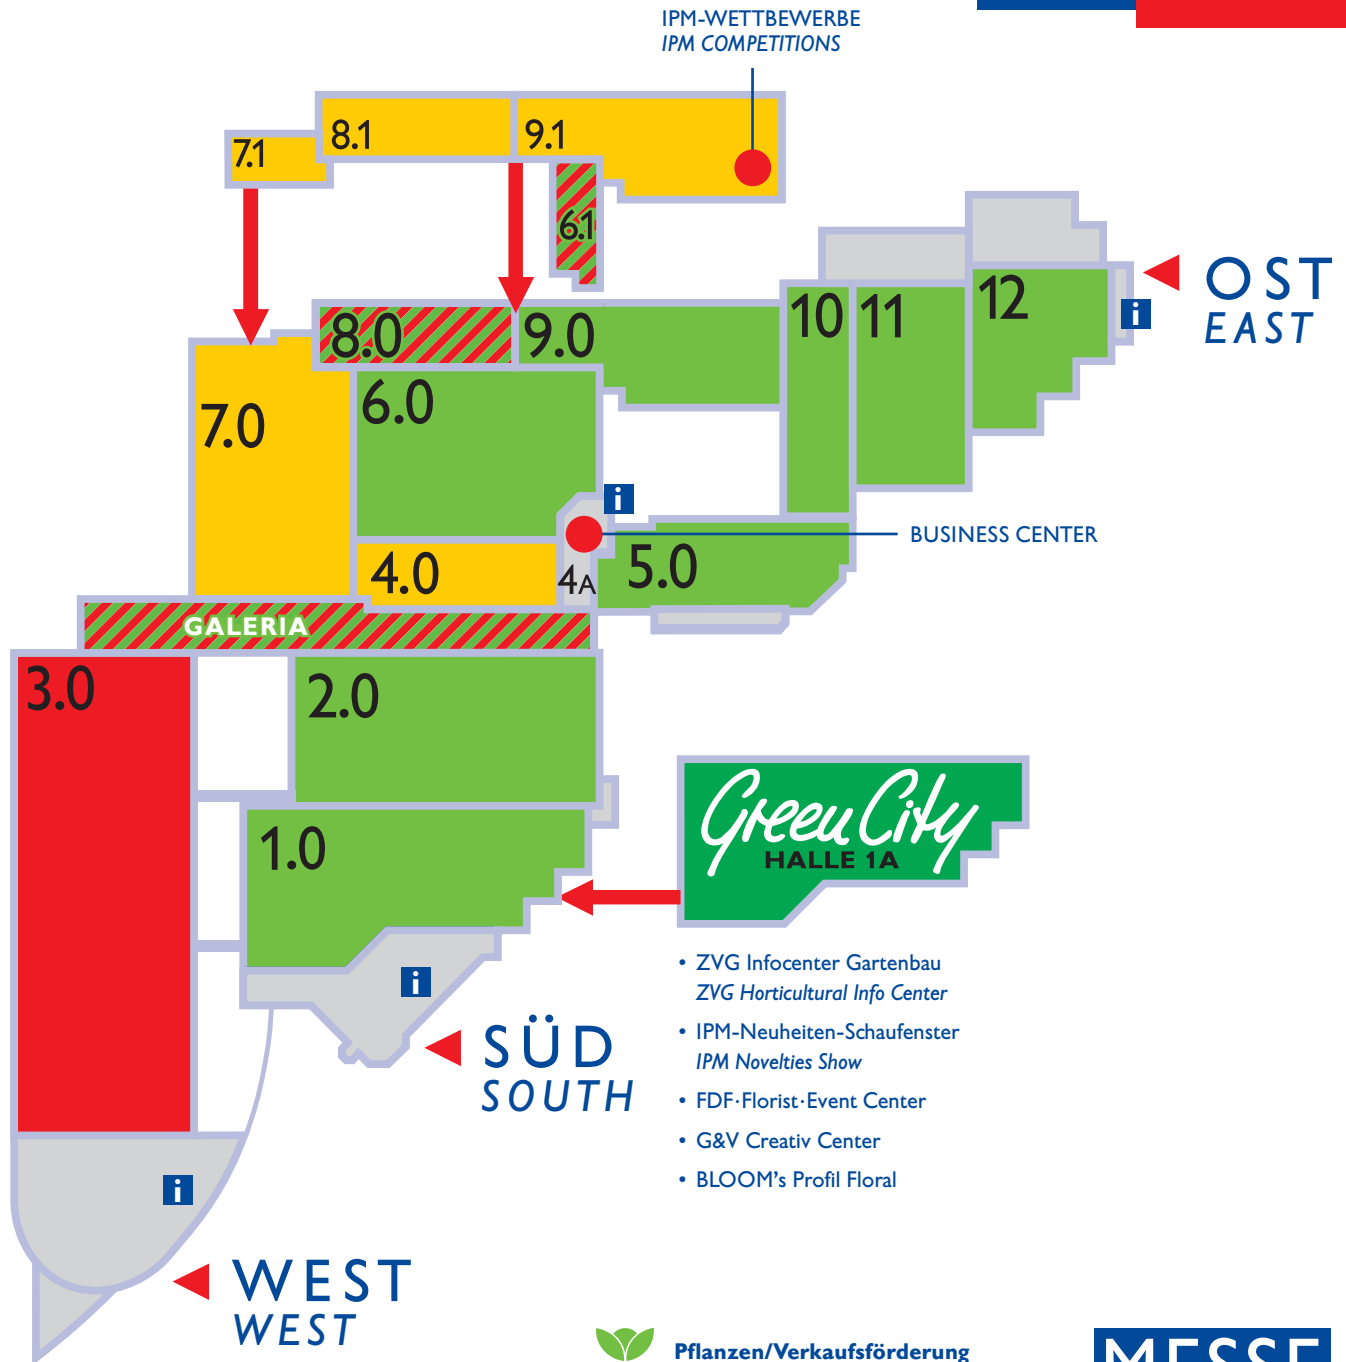 IPM-WETTBEWERBE
IPM COMPETITIONS
7.1
8.1
9.1
6.1
OST
EAST
i
8.0
9.0
10
11
12
7.0
6.0
i
BUSINESS CENTER
4.0
4A
5.0
GALERIA
3.0
2.0
1.0
Green City
HALLE 1A
i
SÜD
SOUTH
• ZVG Infocenter Gartenbau
ZVG Horticultural Info Center
• IPM-Neuheiten-Schaufenster
IPM Novelties Show
• FDF·Florist·Event Center
• G&V Creativ Center
• BLOOM’s Profil Floral
i
WEST
WEST
Pflanzen/Verkaufsförderung
MESSE